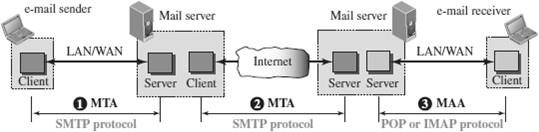 e-mail sender
Mail server
Mail server
e-mail receiver
LAN/WAN
Internet
LAN/WAN
Client
Server
Client
Server
Server
Client
1 MTA
2 MTA
3 MAA
SMTP protocol
SMTP protocol
POP or IMAP protocol